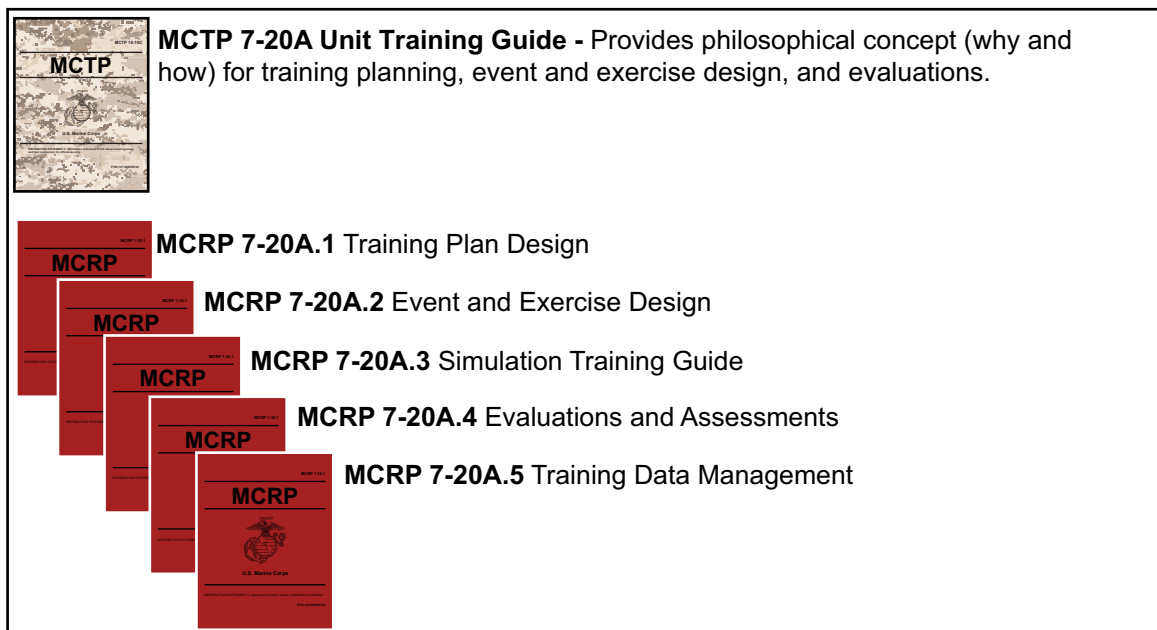 MCTP 10-10C
MCTP
U.S. Marine Corps
MCTP 7-20A Unit Training Guide - Provides philosophical concept (why and
how) for training planning, event and exercise design, and evaluations.
MCRP
MCRP 7-20A.1 Training Plan Design
MCRP
MCRP 7-20A.2 Event and Exercise Design
MCRP
MCRP 7-20A.3 Simulation Training Guide
MCRP
MCRP 7-20A.4 Evaluations and Assessments
MCRP
U.S. Marine Corps
MCRP 7-20A.5 Training Data Management